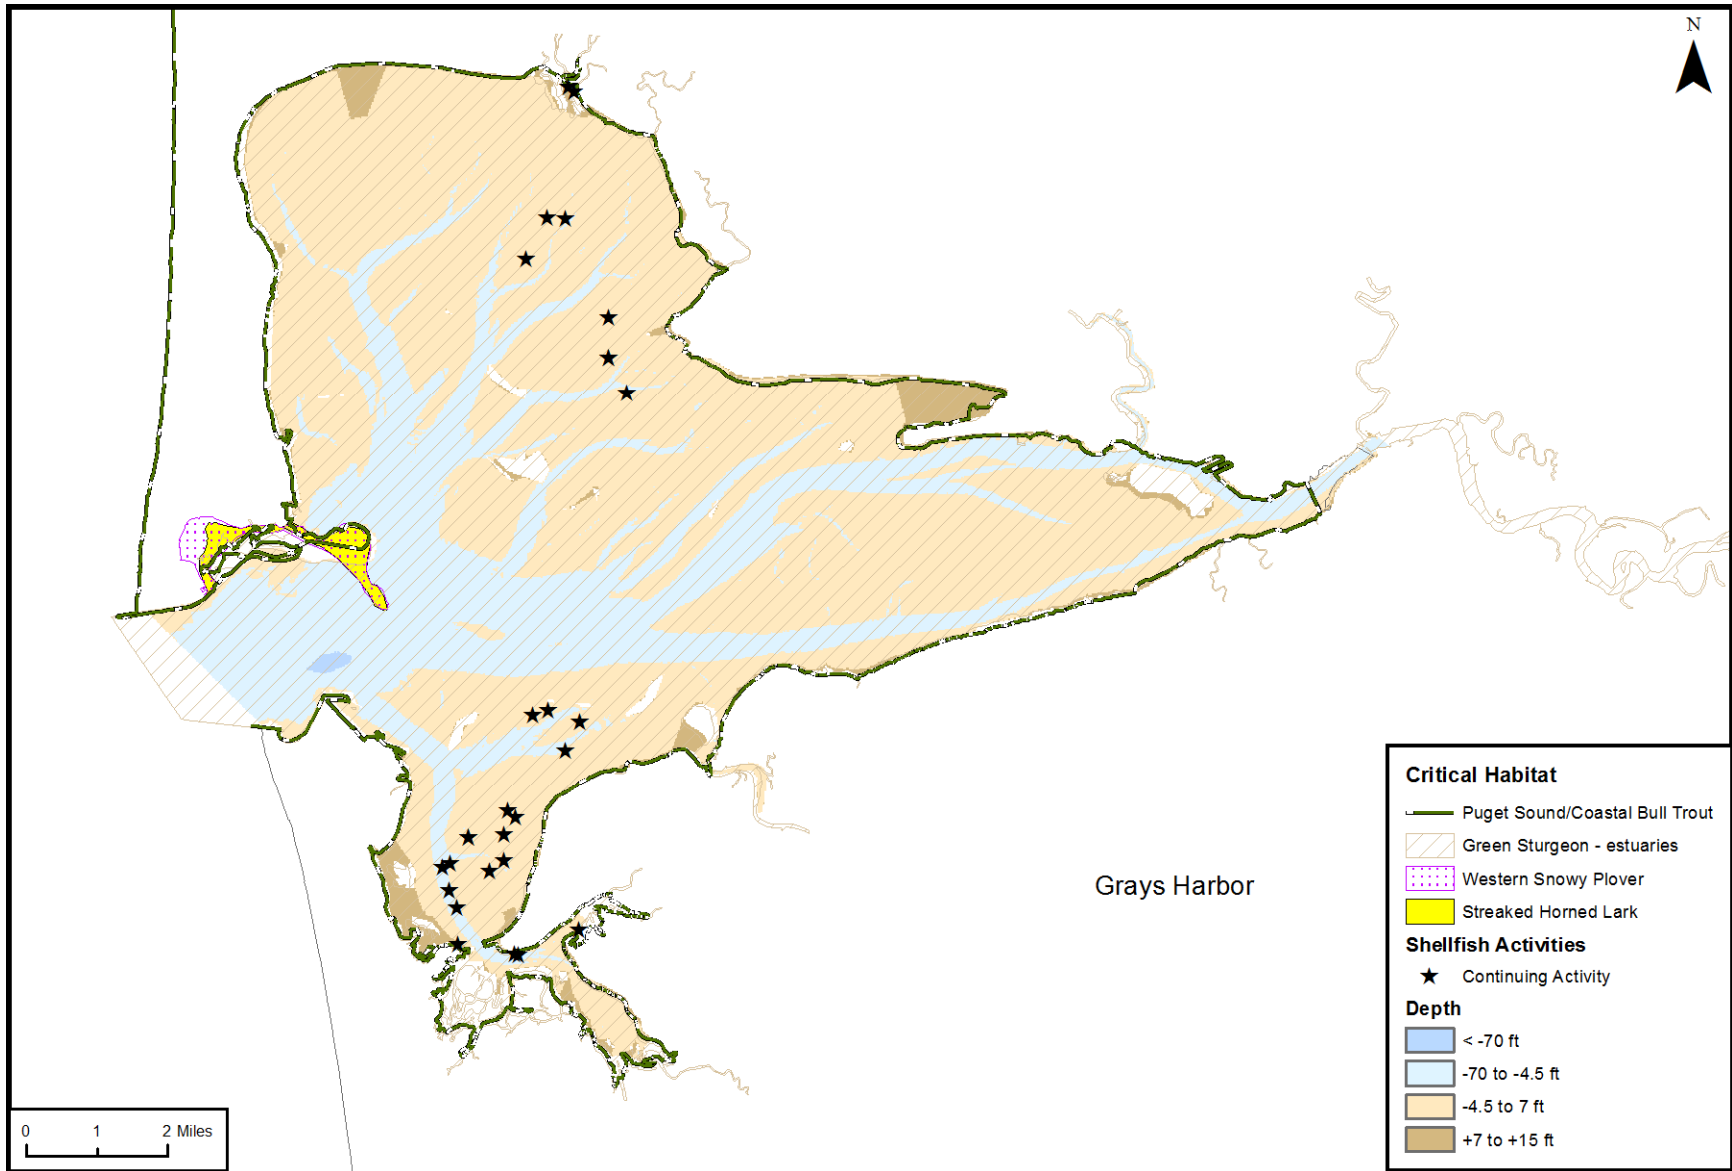 N
Grays Harbor
Critical Habitat
Puget Sound/Coastal Bull Trout
Green Sturgeon - estuaries
Western Snowy Plover
Streaked Horned Lark
Shellfish Activities
Continuing Activity
Depth
< -70 ft
-70 to -4.5 ft
-4.5 to 7 ft
+7 to +15 ft
0 1 2 Miles